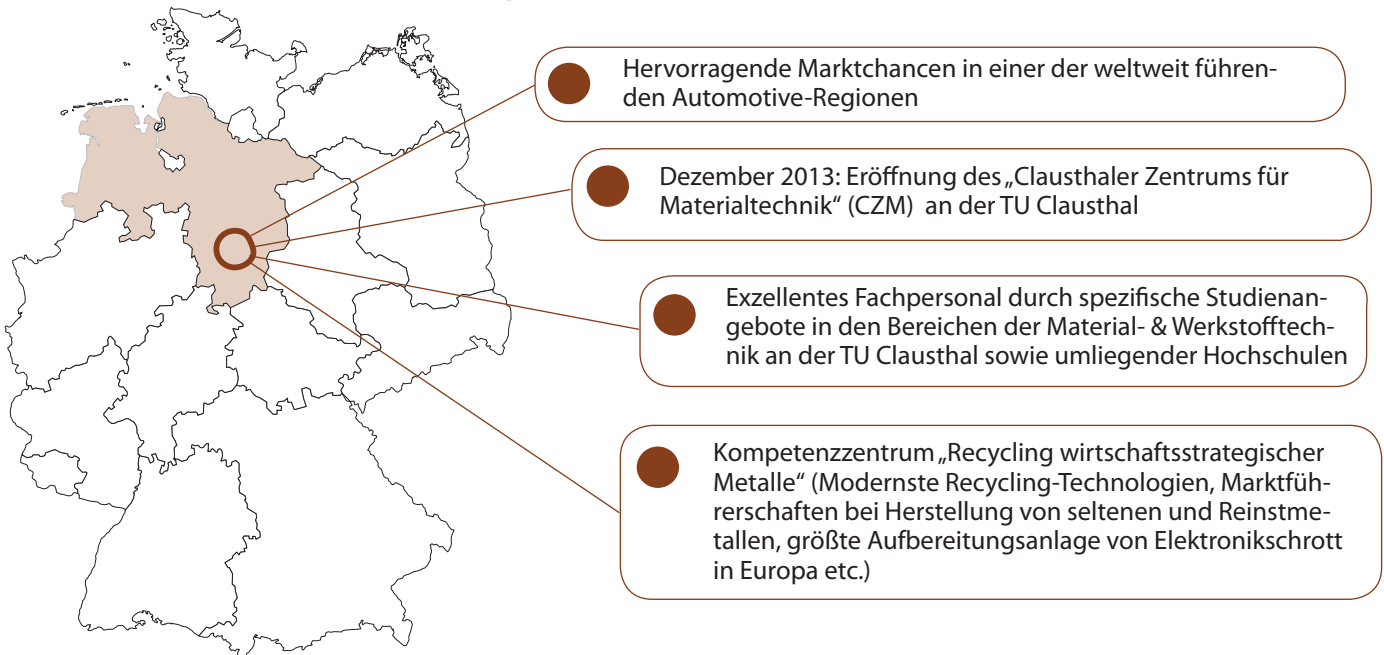 Hervorragende Marktchancen in einer der weltweit führen-
den Automotive-Regionen
Dezember 2013: Eröffnung des „Clausthaler Zentrums für
Materialtechnik“ (CZM) an der TU Clausthal
Exzellentes Fachpersonal durch spezifische Studienan-
gebote in den Bereichen der Material- & Werkstofftech-
nik an der TU Clausthal sowie umliegender Hochschulen
Kompetenzzentrum „Recycling wirtschaftsstrategischer
Metalle“ (Modernste Recycling-Technologien, Marktfüh-
rerschaften bei Herstellung von seltenen und Reinstme-
tallen, größte Aufbereitungsanlage von Elektronikschrott
in Europa etc.)